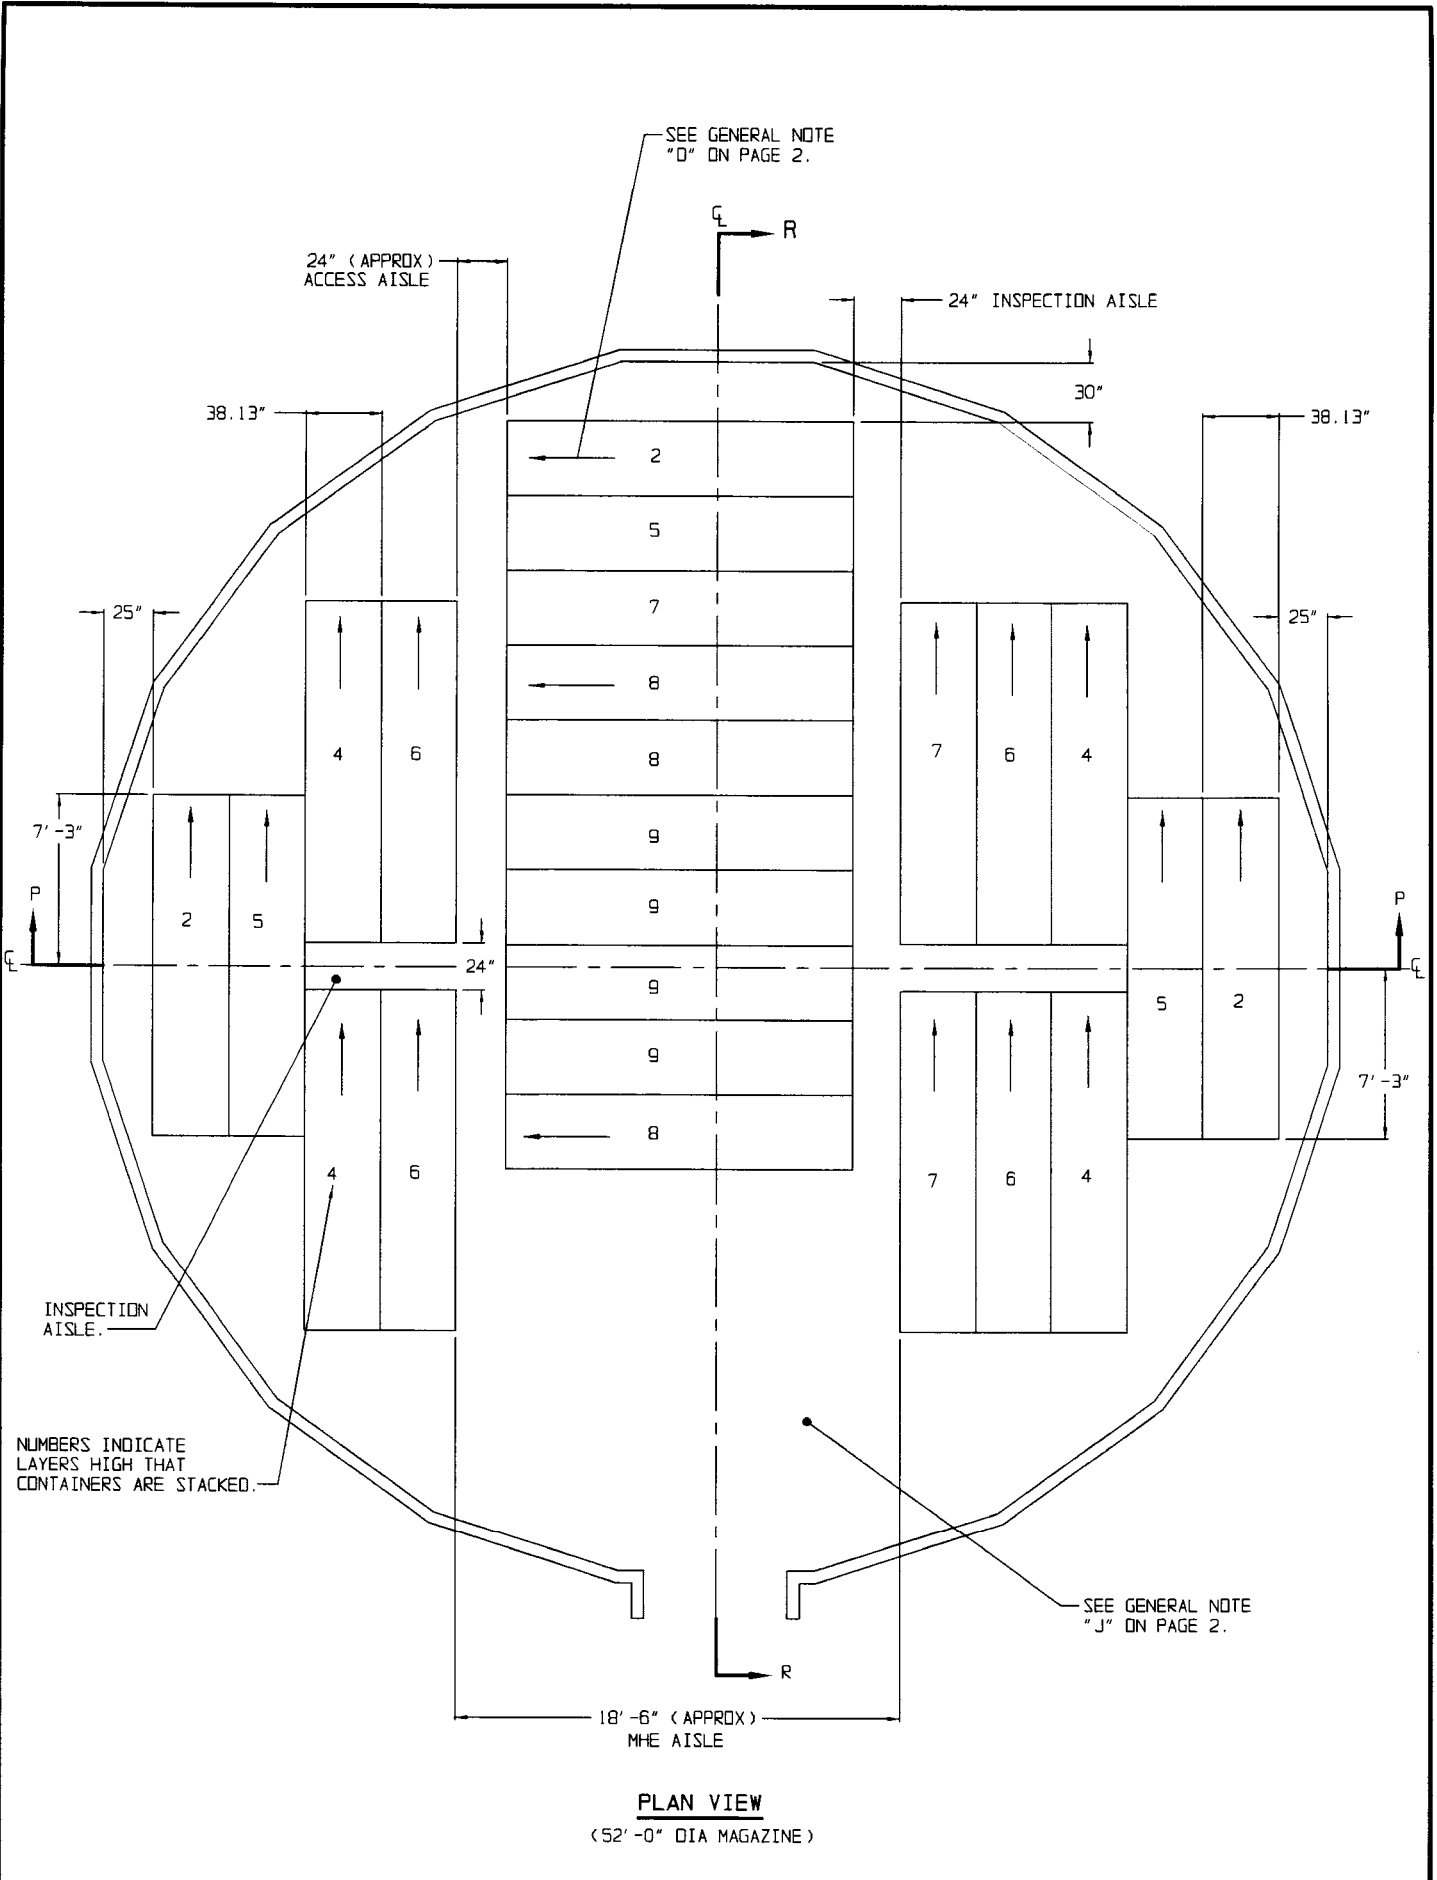 SEE GENERAL NOTE
"D" ON PAGE 2.
℄ R
24" (APPROX)
ACCESS AISLE
24" INSPECTION AISLE
30"
38.13"
38.13"
2
5
25"
7
25"
8
4 6
8
7 6 4
7'-3"
9
P
2 5
9
P
℄
24"
℄
9
5 2
9
7'-3"
8
4 6
7 6 4
INSPECTION
AISLE.
NUMBERS INDICATE
LAYERS HIGH THAT
CONTAINERS ARE STACKED.
SEE GENERAL NOTE
"J" ON PAGE 2.
R
18'-6" (APPROX)
MHE AISLE
PLAN VIEW
(52'-0" DIA MAGAZINE)